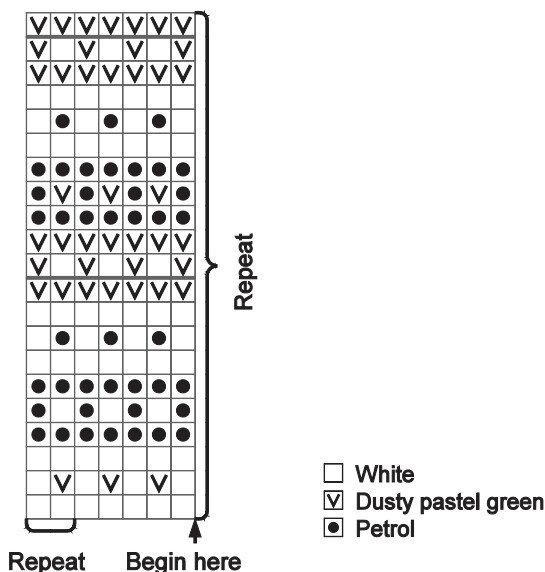 Repeat
White
Dusty pastel green
Petrol
Repeat
Begin here